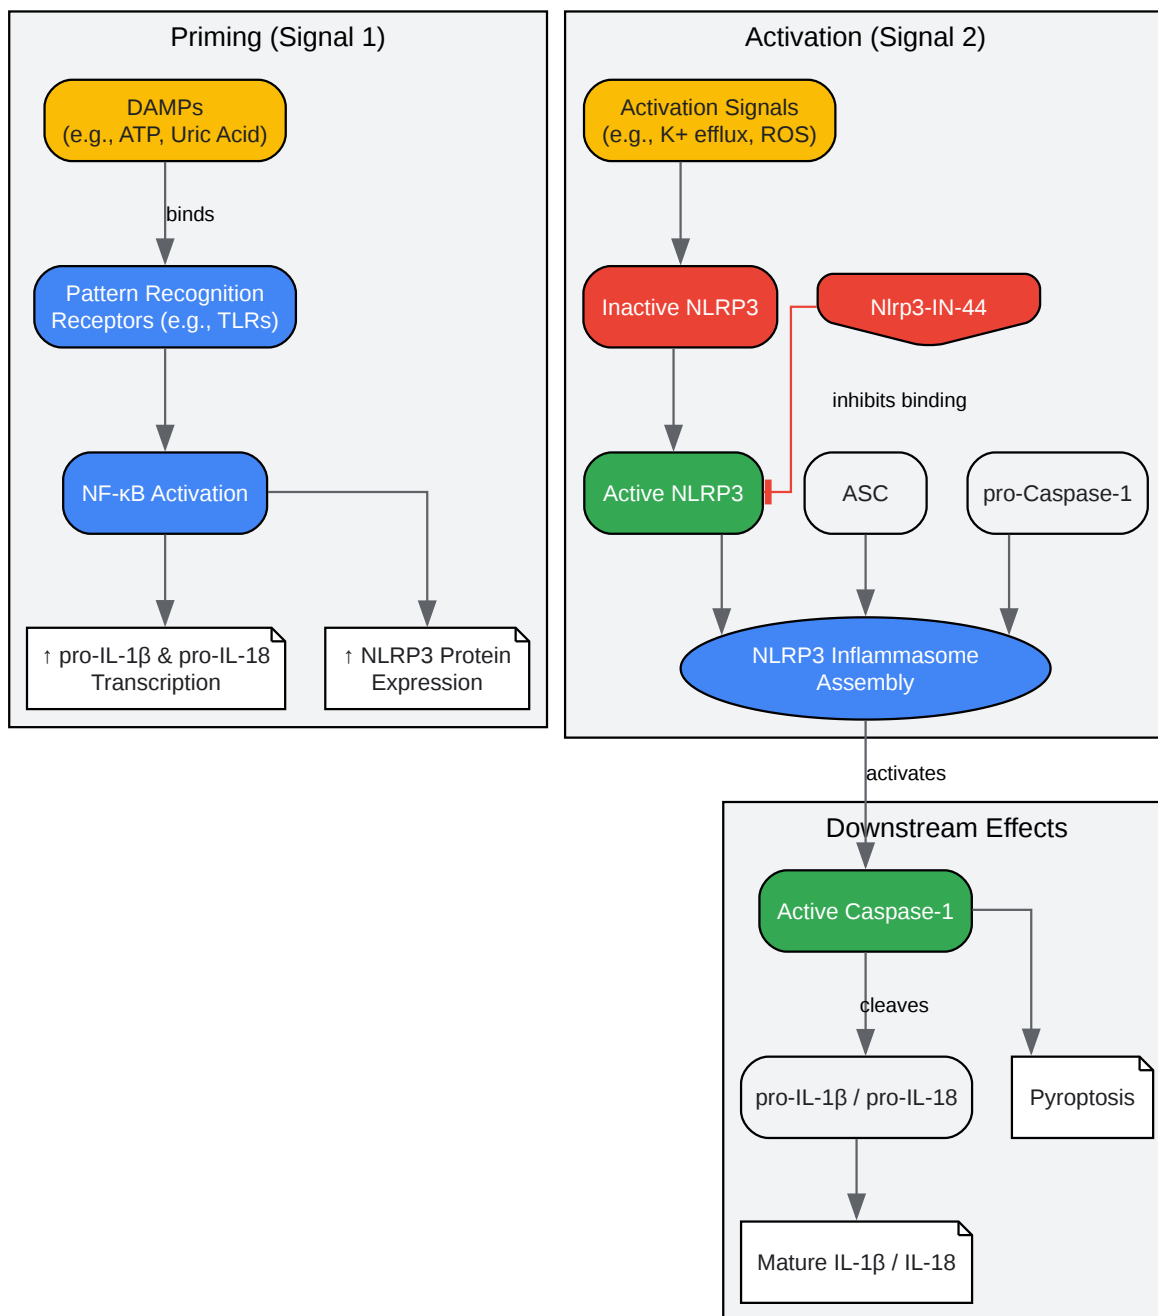 Priming (Signal 1)
DAMPs
(e.g., ATP, Uric Acid)
binds
Pattern Recognition
Receptors (e.g., TLRs)
NF-κB Activation
↑ pro-IL-1β & pro-IL-18
Transcription
↑ NLRP3 Protein
Expression
Activation (Signal 2)
Activation Signals
(e.g., K+ efflux, ROS)
Inactive NLRP3
Nlrp3-IN-44
inhibits binding
Active NLRP3
ASC
pro-Caspase-1
NLRP3 Inflammasome
Assembly
activates
Downstream Effects
Active Caspase-1
cleaves
pro-IL-1β / pro-IL-18
Pyroptosis
Mature IL-1β / IL-18